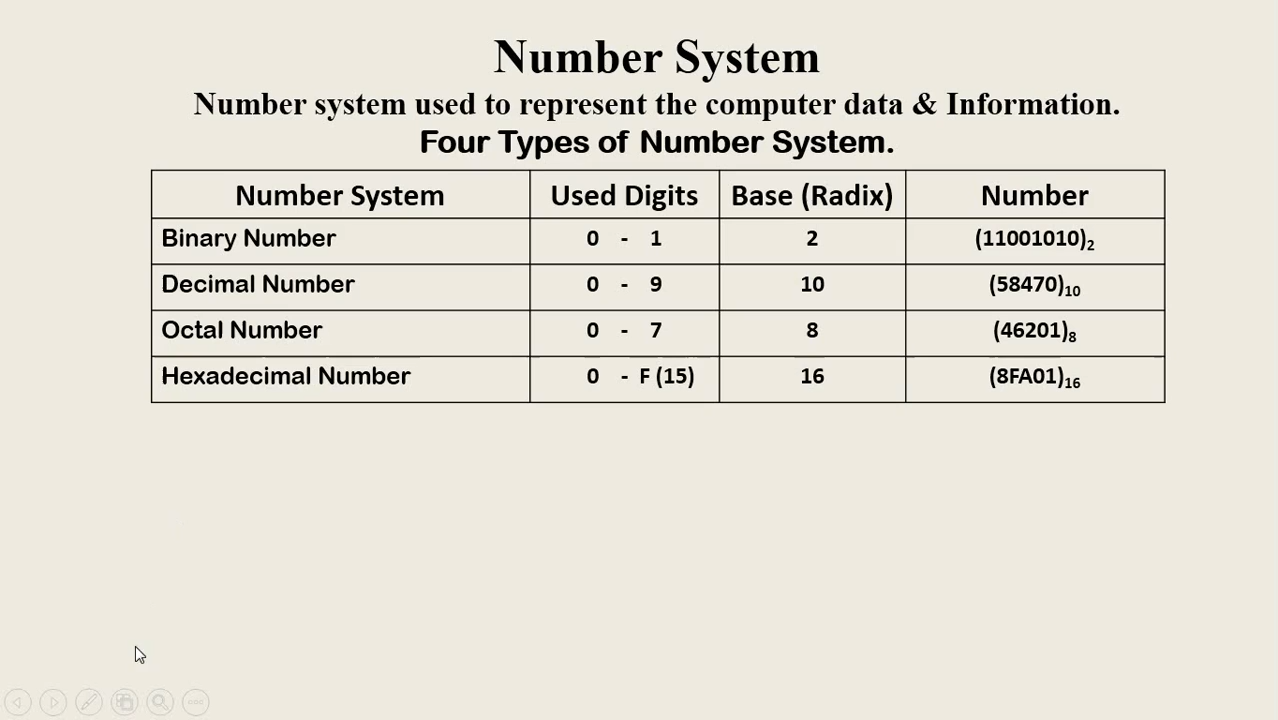 Number System
Number system used to represent the computer data & Information.
Four Types of Number System.
Number System Used Digits Base (Radix) Number
Binary Number 0 - 1 2 (11001010)₂
Decimal Number 0 - 9 10 (58470)₁₀
Octal Number 0 - 7 8 (46201)₈
Hexadecimal Number 0 - F (15) 16 (8FA01)₁₆